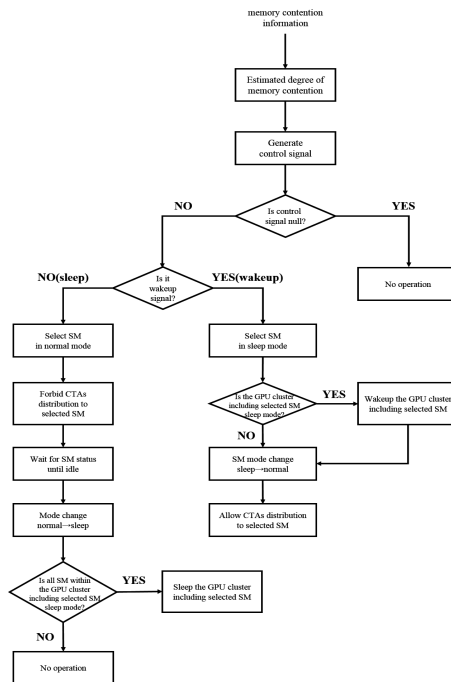 memory contention
information
Estimated degree of
memory contention
Generate
control signal
Is control
signal null?
NO
YES
No operation
Is it
wakeup
signal?
NO(sleep)
YES(wakeup)
Select SM
in normal mode
Select SM
in sleep mode
Forbid CTAs
distribution to
selected SM
Is the GPU cluster
including selected SM
sleep mode?
YES
Wakeup the GPU cluster
including selected SM
NO
Wait for SM status
until idle
SM mode change
sleep→normal
Mode change
normal→sleep
Allow CTAs distribution
to selected SM
Is all SM within
the GPU cluster
including selected SM
sleep mode?
YES
Sleep the GPU cluster
including selected SM
NO
No operation